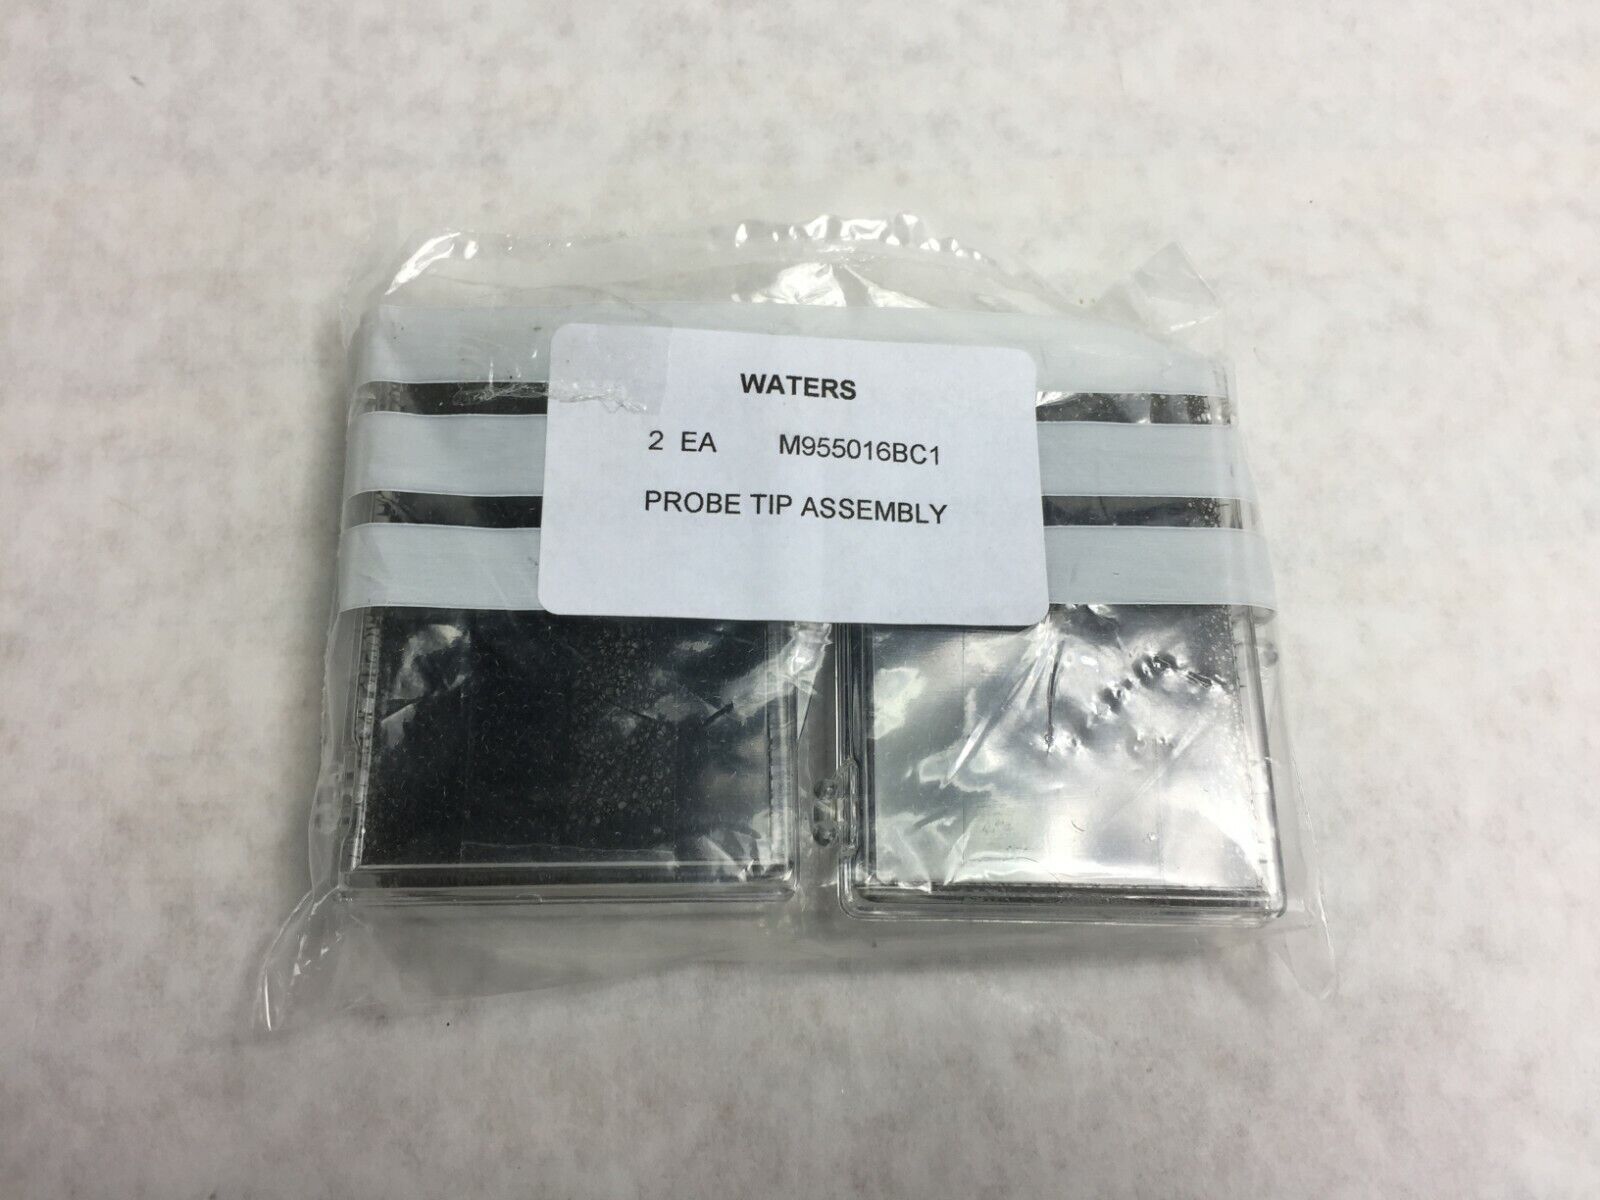 WATERS
2 EA M955016BC1
PROBE TIP ASSEMBLY